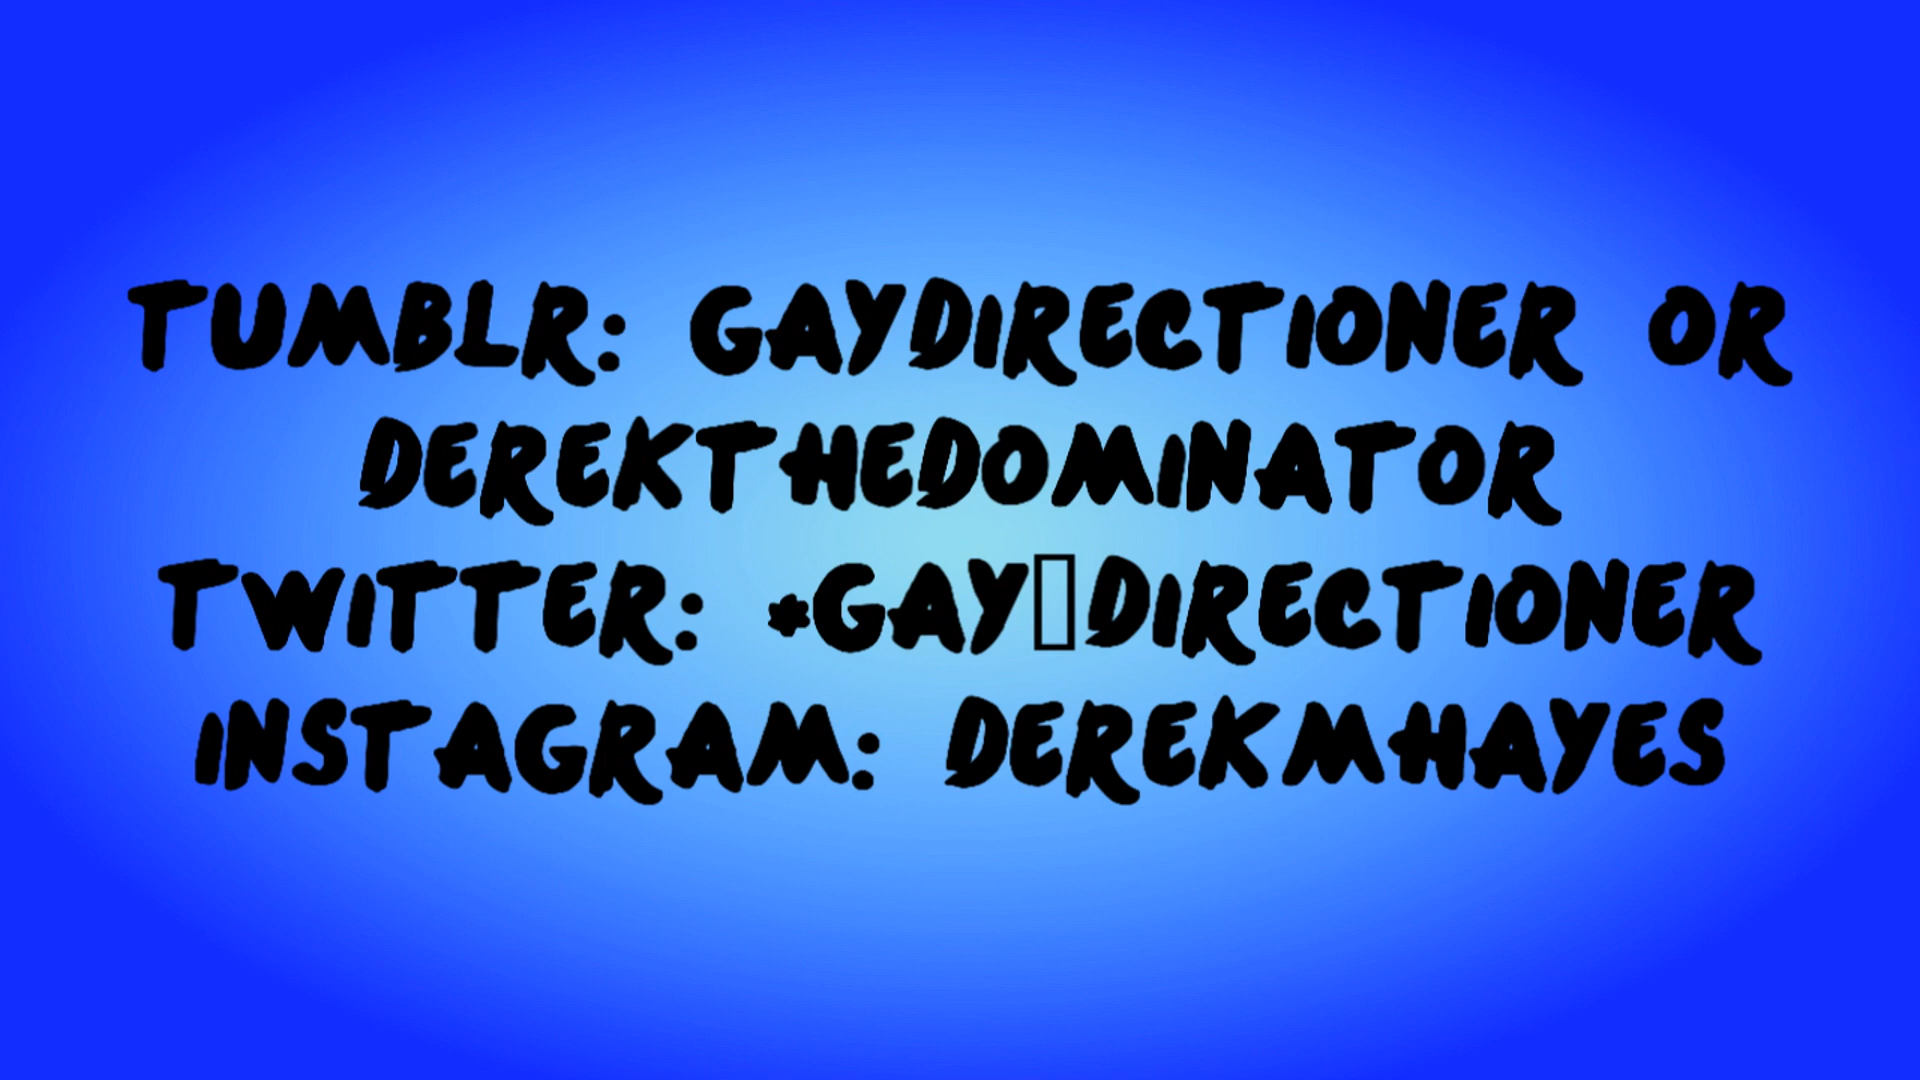 TUMBLR: GAYDIRECTIONER OR
DEREKTHEDOMINATOR
TWITTER: *GAY▯DIRECTIONER
INSTAGRAM: DEREKMHAYES